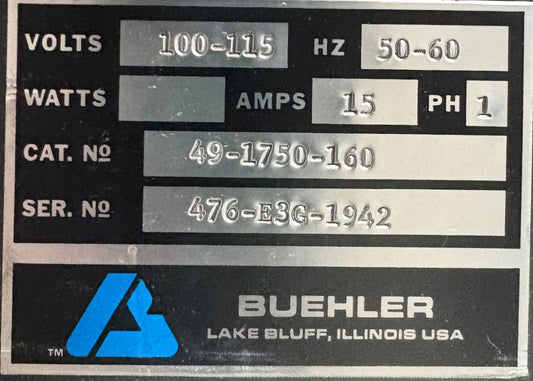 VOLTS 100-115 HZ 50-60
WATTS AMPS 15 PH 1
CAT. Nº 49-1750-160
SER. Nº 476-E3G-1942
BUEHLER
LAKE BLUFF, ILLINOIS USA
TM